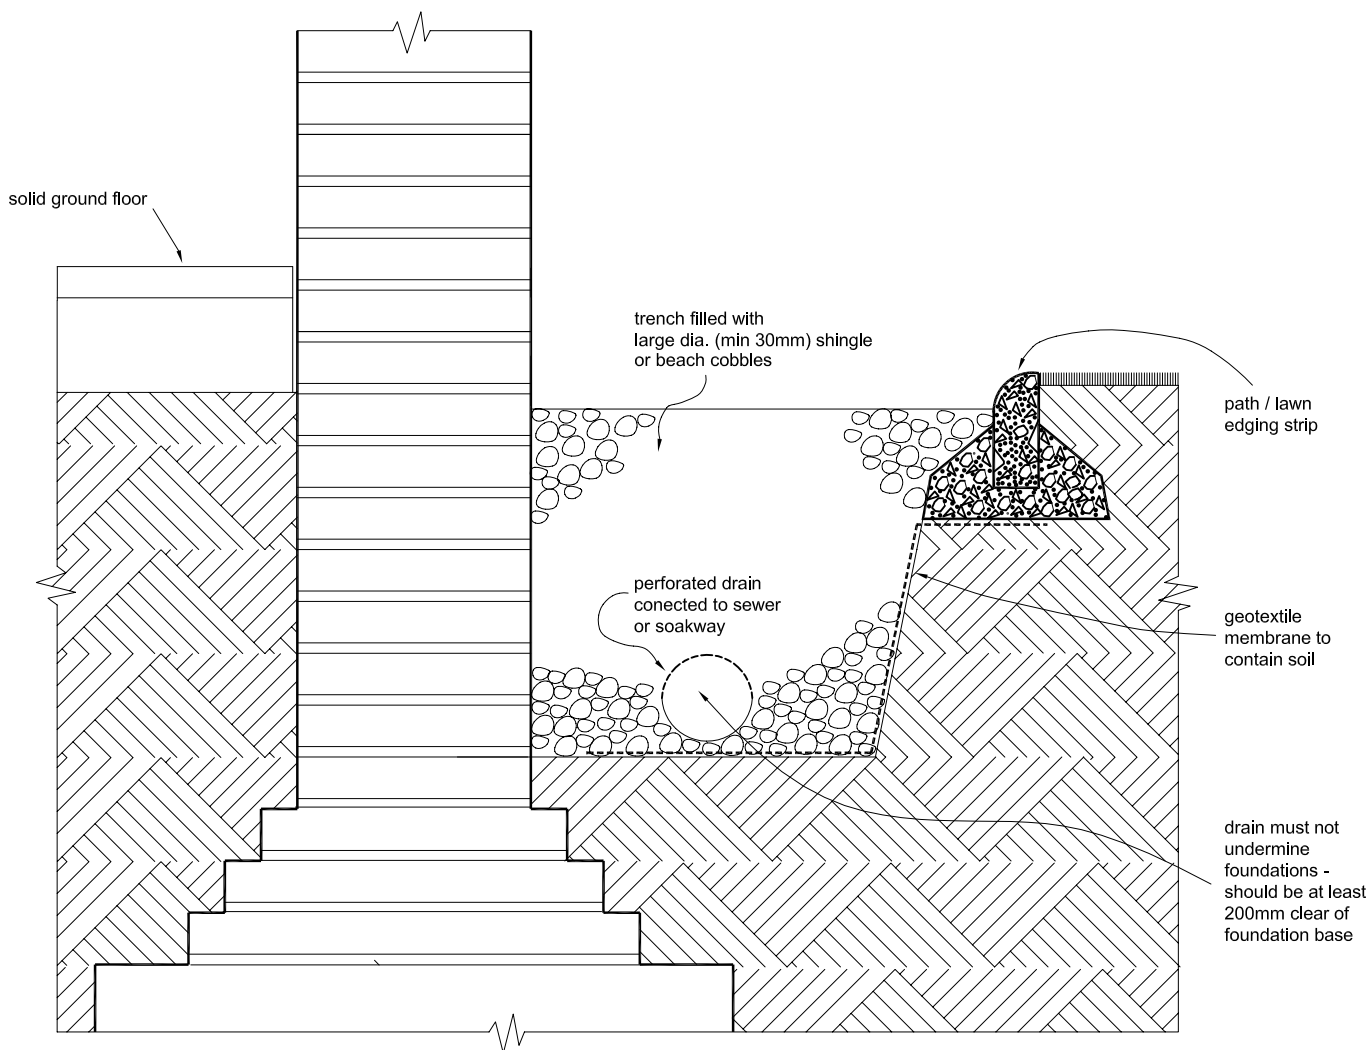 solid ground floor
trench filled with
large dia. (min 30mm) shingle
or beach cobbles
path / lawn
edging strip
perforated drain
conected to sewer
or soakway
geotextile
membrane to
contain soil
drain must not
undermine
foundations -
should be at least
200mm clear of
foundation base